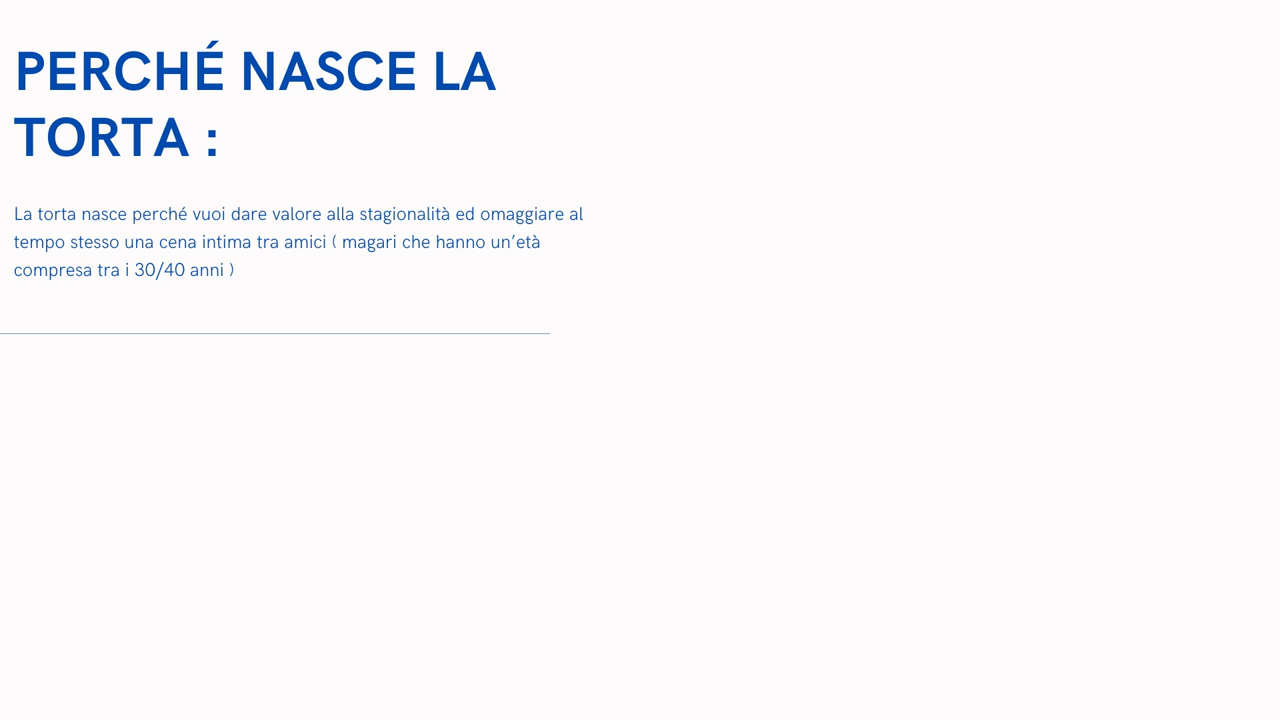 PERCHÉ NASCE LA
TORTA :
La torta nasce perché vuoi dare valore alla stagionalità ed omaggiare al
tempo stesso una cena intima tra amici ( magari che hanno un’età
compresa tra i 30/40 anni )